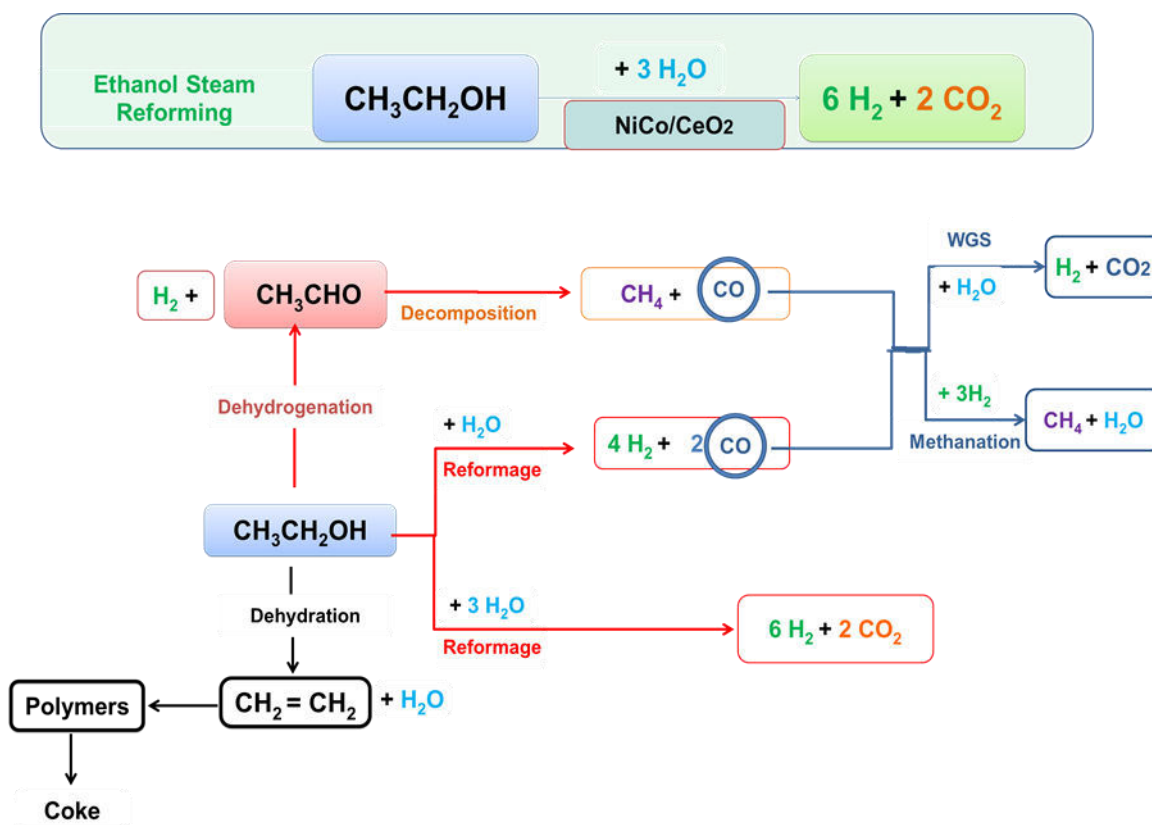 Ethanol Steam
Reforming
CH₃CH₂OH
+ 3 H₂O
NiCo/CeO2
6 H₂ + 2 CO₂
WGS
+ H₂O
H₂ + CO2
H₂ +
CH₃CHO
Decomposition
CH₄ + CO
+ 3H₂
Methanation
CH₄ + H₂O
Dehydrogenation
+ H₂O
Reformage
4 H₂ + 2 CO
CH₃CH₂OH
Dehydration
+ 3 H₂O
Reformage
6 H₂ + 2 CO₂
Polymers
CH₂ = CH₂ + H₂O
Coke